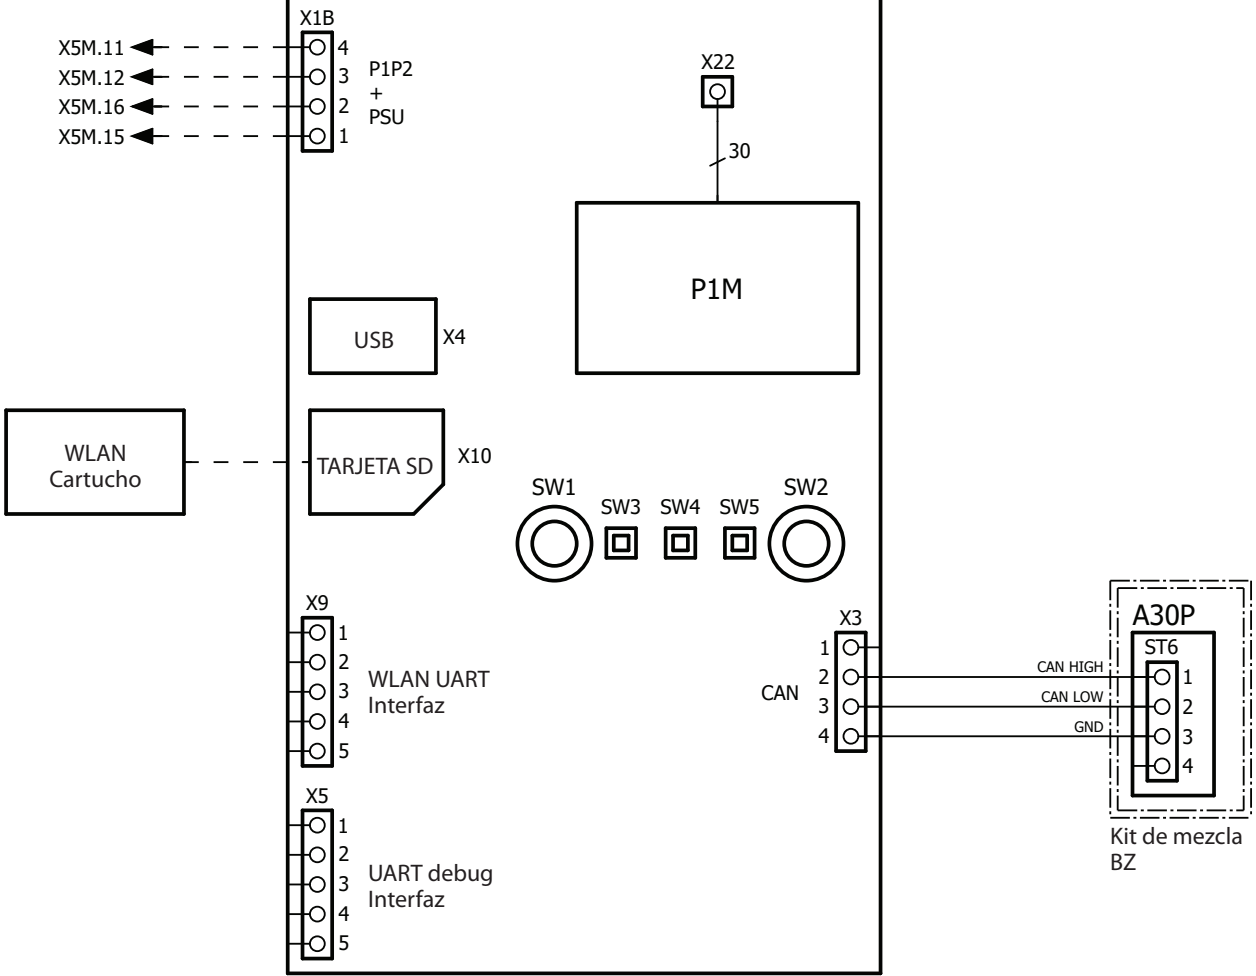 X1B
X5M.11
4
X5M.12
3
X5M.16
2
X5M.15
1
P1P2
+
PSU
X22
30
P1M
USB
X4
WLAN
Cartucho
TARJETA SD
X10
SW1
SW3
SW4
SW5
SW2
X9
1
2
3
4
5
WLAN UART
Interfaz
X3
1
2
3
4
CAN
CAN HIGH
CAN LOW
GND
A30P
ST6
1
2
3
4
Kit de mezcla
BZ
X5
1
2
3
4
5
UART debug
Interfaz